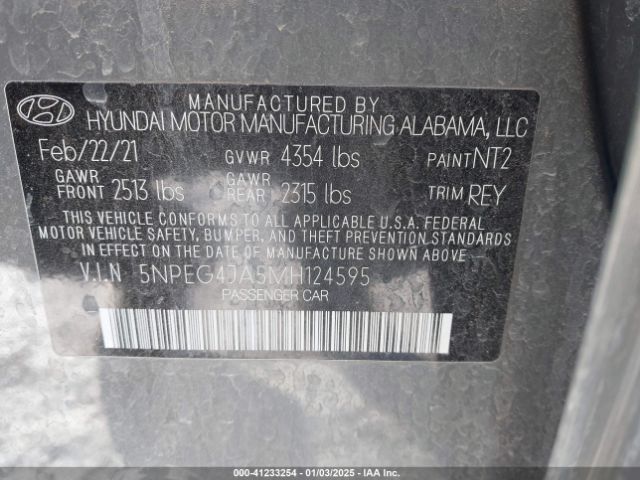 MANUFACTURED BY
HYUNDAI MOTOR MANUFACTURING ALABAMA, LLC
Feb/22/21 GVWR 4354 lbs PAINT NT2
GAWR FRONT 2513 lbs GAWR REAR 2315 lbs TRIM REY
THIS VEHICLE CONFORMS TO ALL APPLICABLE U.S.A. FEDERAL
MOTOR VEHICLE SAFETY, BUMPER, AND THEFT PREVENTION STANDARDS
IN EFFECT ON THE DATE OF MANUFACTURE SHOWN ABOVE.
V.I.N 5NPEG4JA5MH124595
PASSENGER CAR
000-41233254 - 01/03/2025 - IAA Inc.